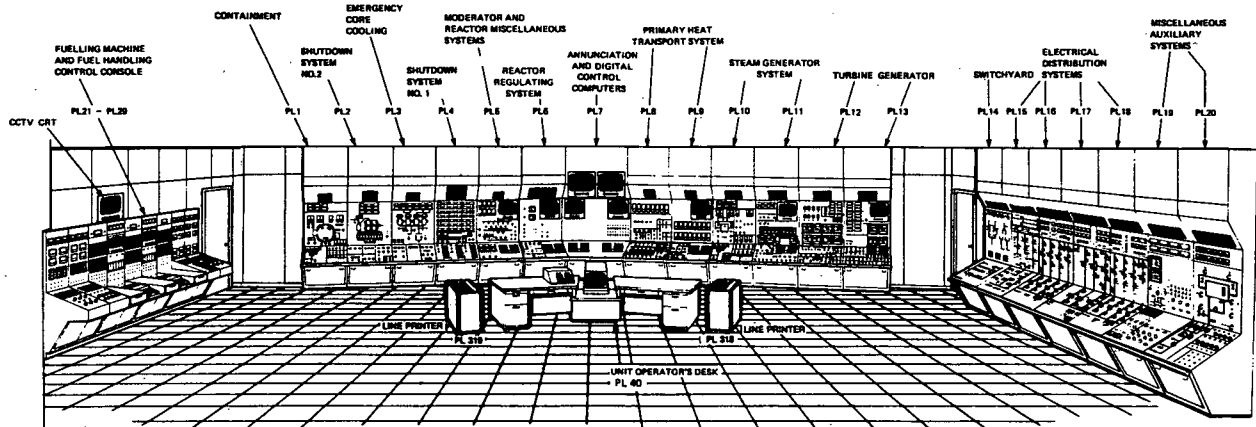 CONTAINMENT
EMERGENCY
CORE
COOLING
MODERATOR AND
REACTOR MISCELLANEOUS
SYSTEMS
PRIMARY HEAT
TRANSPORT SYSTEM
MISCELLANEOUS
AUXILIARY
SYSTEMS
FUELLING MACHINE
AND FUEL HANDLING
CONTROL CONSOLE
SHUTDOWN
SYSTEM
NO.2
SHUTDOWN
SYSTEM
NO. 1
REACTOR
REGULATING
SYSTEM
ANNUNCIATION
AND DIGITAL
CONTROL
COMPUTERS
STEAM GENERATOR
SYSTEM
TURBINE GENERATOR
SWITCHYARD
ELECTRICAL
DISTRIBUTION
SYSTEMS
CCTV CRT
PL21 - PL29
PL1
PL2
PL3
PL4
PL5
PL6
PL7
PL8
PL9
PL10
PL11
PL12
PL13
PL14
PL15
PL16
PL17
PL18
PL19
PL20
LINE PRINTER
PL 316
LINE PRINTER
PL 318
UNIT OPERATOR'S DESK
PL 40